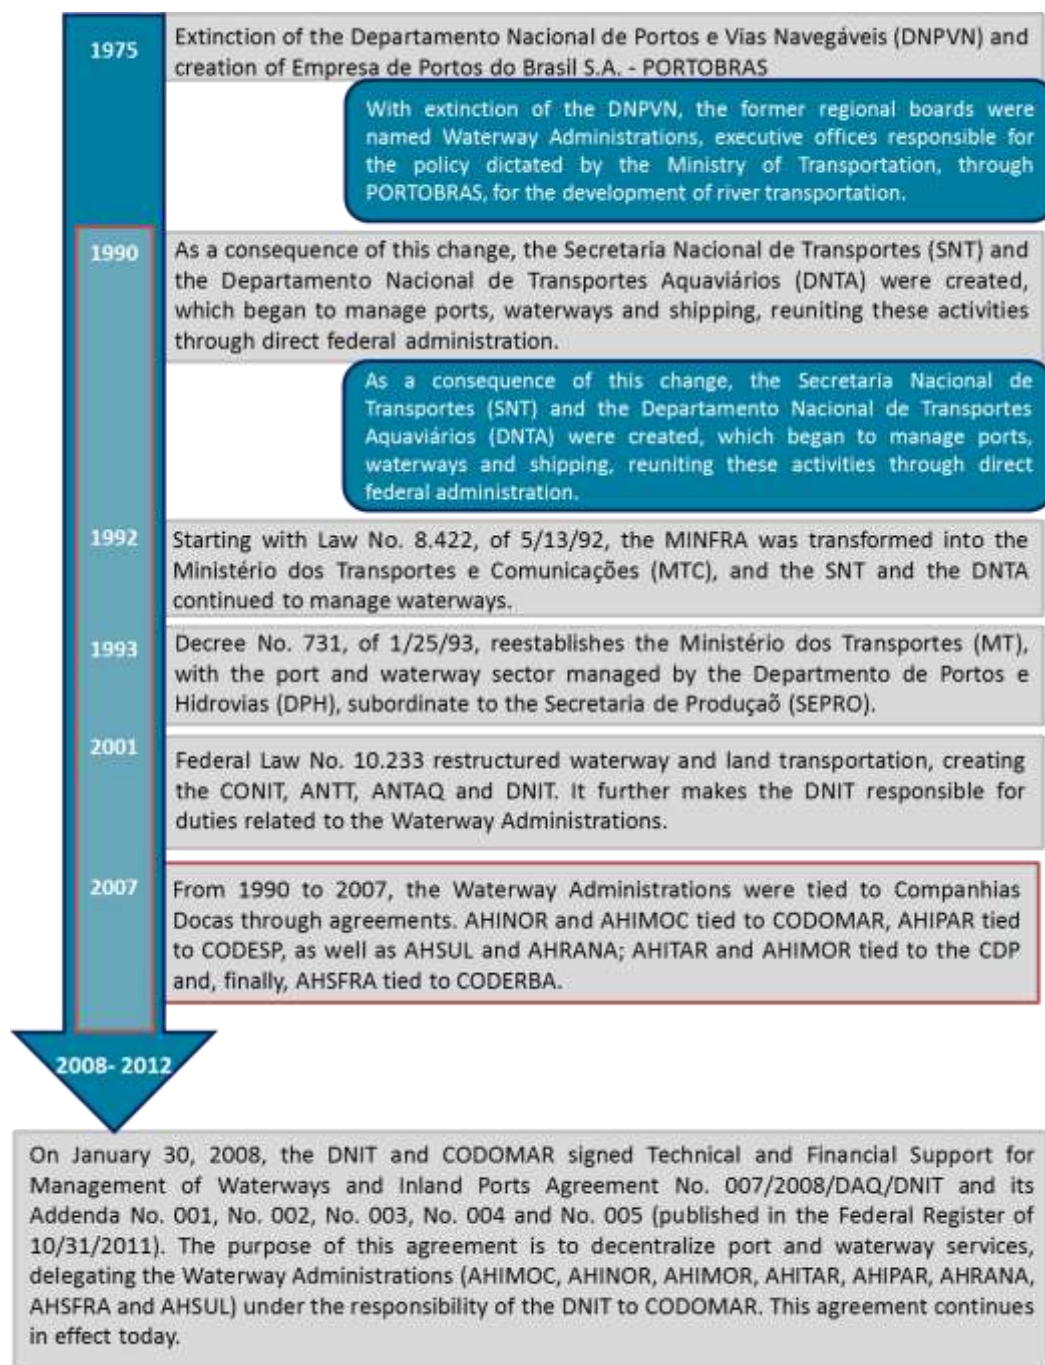 1975
Extinction of the Departamento Nacional de Portos e Vias Navegáveis (DNPVN) and
creation of Empresa de Portos do Brasil S.A. - PORTOBRAS
With extinction of the DNPVN, the former regional boards were
named Waterway Administrations, executive offices responsible for
the policy dictated by the Ministry of Transportation, through
PORTOBRAS, for the development of river transportation.
1990
As a consequence of this change, the Secretaria Nacional de Transportes (SNT) and
the Departamento Nacional de Transportes Aquaviários (DNTA) were created,
which began to manage ports, waterways and shipping, reuniting these activities
through direct federal administration.
As a consequence of this change, the Secretaria Nacional de
Transportes (SNT) and the Departamento Nacional de Transportes
Aquaviários (DNTA) were created, which began to manage ports,
waterways and shipping, reuniting these activities through direct
federal administration.
1992
Starting with Law No. 8.422, of 5/13/92, the MINFRA was transformed into the
Ministério dos Transportes e Comunicações (MTC), and the SNT and the DNTA
continued to manage waterways.
1993
Decree No. 731, of 1/25/93, reestablishes the Ministério dos Transportes (MT),
with the port and waterway sector managed by the Departmento de Portos e
Hidrovias (DPH), subordinate to the Secretaria de Produçaõ (SEPRO).
2001
Federal Law No. 10.233 restructured waterway and land transportation, creating
the CONIT, ANTT, ANTAQ and DNIT. It further makes the DNIT responsible for
duties related to the Waterway Administrations.
2007
From 1990 to 2007, the Waterway Administrations were tied to Companhias
Docas through agreements. AHINOR and AHIMOC tied to CODOMAR, AHIPAR tied
to CODESP, as well as AHSUL and AHRANA; AHITAR and AHIMOR tied to the CDP
and, finally, AHSFRA tied to CODERBA.
2008- 2012
On January 30, 2008, the DNIT and CODOMAR signed Technical and Financial Support for
Management of Waterways and Inland Ports Agreement No. 007/2008/DAQ/DNIT and its
Addenda No. 001, No. 002, No. 003, No. 004 and No. 005 (published in the Federal Register of
10/31/2011). The purpose of this agreement is to decentralize port and waterway services,
delegating the Waterway Administrations (AHIMOC, AHINOR, AHIMOR, AHITAR, AHIPAR, AHRANA,
AHSFRA and AHSUL) under the responsibility of the DNIT to CODOMAR. This agreement continues
in effect today.